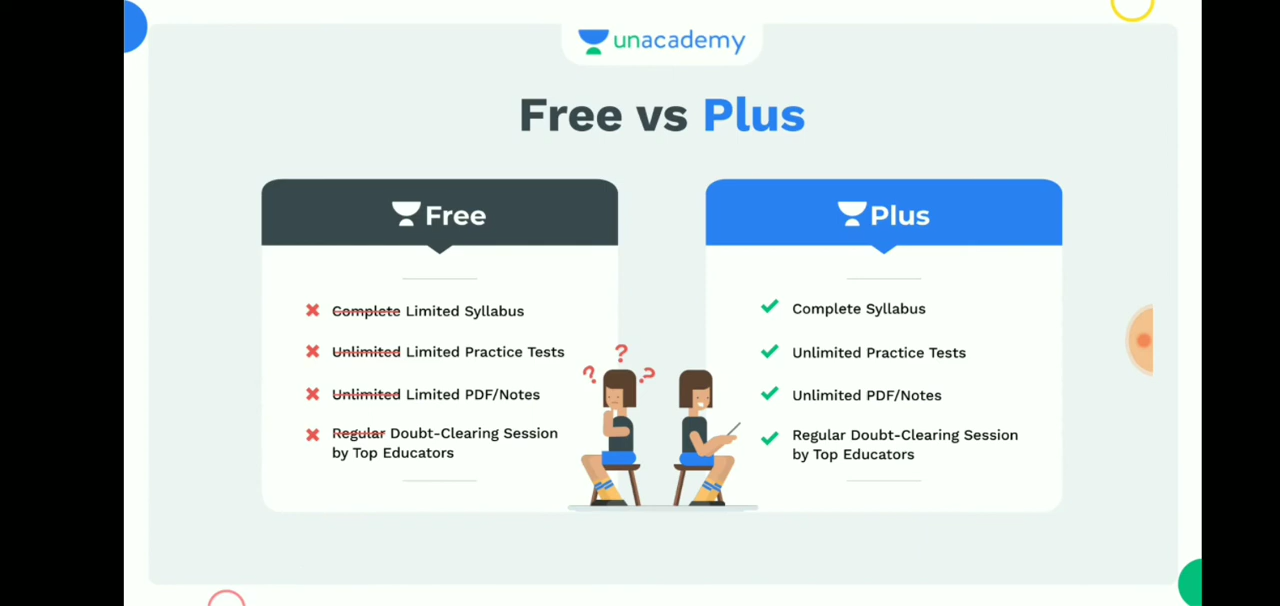 unacademy
Free vs Plus
Free
Complete Limited Syllabus
Unlimited Limited Practice Tests
Unlimited Limited PDF/Notes
Regular Doubt-Clearing Session
by Top Educators
? ? ?
Plus
Complete Syllabus
Unlimited Practice Tests
Unlimited PDF/Notes
Regular Doubt-Clearing Session
by Top Educators